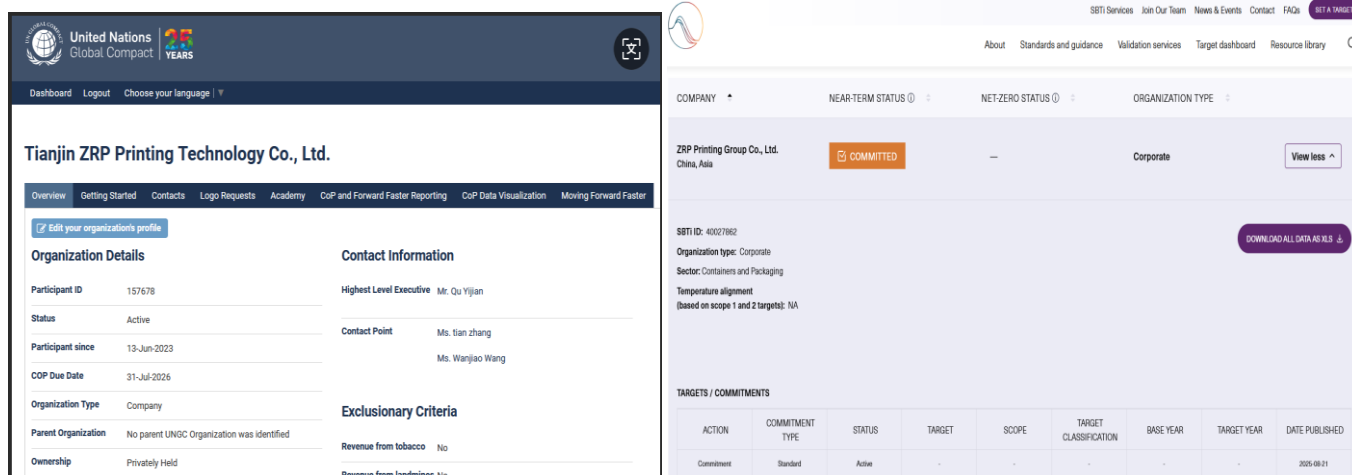 UN GLOBAL COMPACT
United Nations
Global Compact
25
YEARS
Dashboard Logout Choose your language
Tianjin ZRP Printing Technology Co., Ltd.
Overview Getting Started Contacts Logo Requests Academy CoP and Forward Faster Reporting CoP Data Visualization Moving Forward Faster
Edit your organization's profile
Organization Details
Participant ID 157678
Status Active
Participant since 13-Jun-2023
COP Due Date 31-Jul-2026
Organization Type Company
Parent Organization No parent UNGC Organization was identified
Ownership Privately Held
Contact Information
Highest Level Executive Mr. Qu Yijian
Contact Point Ms. tian zhang
Ms. Wanjiao Wang
Exclusionary Criteria
Revenue from tobacco No
Revenue from landmines No
SBTi Services Join Our Team News & Events Contact FAQs SET A TARGET
About Standards and guidance Validation services Target dashboard Resource library
COMPANY NEAR-TERM STATUS NET-ZERO STATUS ORGANIZATION TYPE
ZRP Printing Group Co., Ltd.
China, Asia
COMMITTED
—
Corporate
View less
SBTi ID: 40027862
Organization type: Corporate
Sector: Containers and Packaging
Temperature alignment
(based on scope 1 and 2 targets): NA
DOWNLOAD ALL DATA AS XLS
TARGETS / COMMITMENTS
ACTION COMMITMENT TYPE STATUS TARGET SCOPE TARGET CLASSIFICATION BASE YEAR TARGET YEAR DATE PUBLISHED
Commitment Standard Active - - - - - 2025-08-21